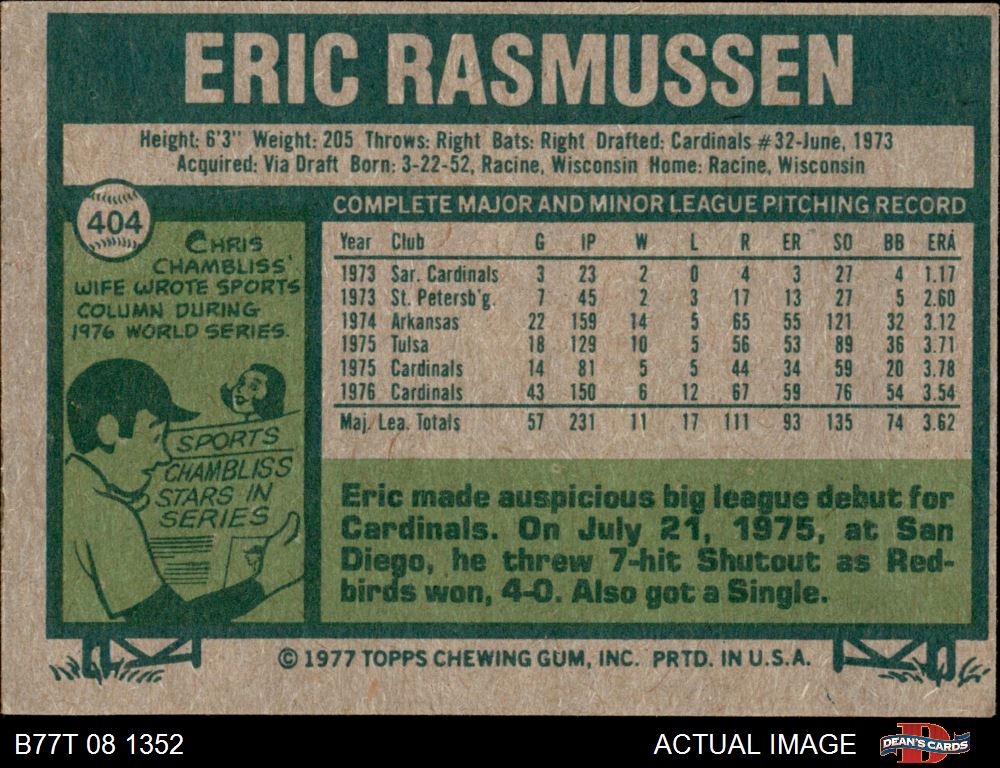 ERIC RASMUSSEN
Height: 6'3" Weight: 205 Throws: Right Bats: Right Drafted: Cardinals #32-June, 1973
Acquired: Via Draft Born: 3-22-52, Racine, Wisconsin Home: Racine, Wisconsin
404
CHRIS
CHAMBLISS'
WIFE WROTE SPORTS
COLUMN DURING
1976 WORLD SERIES.
SPORTS
CHAMBLISS
STARS IN
SERIES
COMPLETE MAJOR AND MINOR LEAGUE PITCHING RECORD
Year Club G IP W L R ER SO BB ERA
1973 Sar. Cardinals 3 23 2 0 4 3 27 4 1.17
1973 St. Petersb'g. 7 45 2 3 17 13 27 5 2.60
1974 Arkansas 22 159 14 5 65 55 121 32 3.12
1975 Tulsa 18 129 10 5 56 53 89 36 3.71
1975 Cardinals 14 81 5 5 44 34 59 20 3.78
1976 Cardinals 43 150 6 12 67 59 76 54 3.54
Maj. Lea. Totals 57 231 11 17 111 93 135 74 3.62
Eric made auspicious big league debut for
Cardinals. On July 21, 1975, at San
Diego, he threw 7-hit Shutout as Red-
birds won, 4-0. Also got a Single.
© 1977 TOPPS CHEWING GUM, INC. PRTD. IN U.S.A.
B77T 08 1352
ACTUAL IMAGE
DEAN'S CARDS